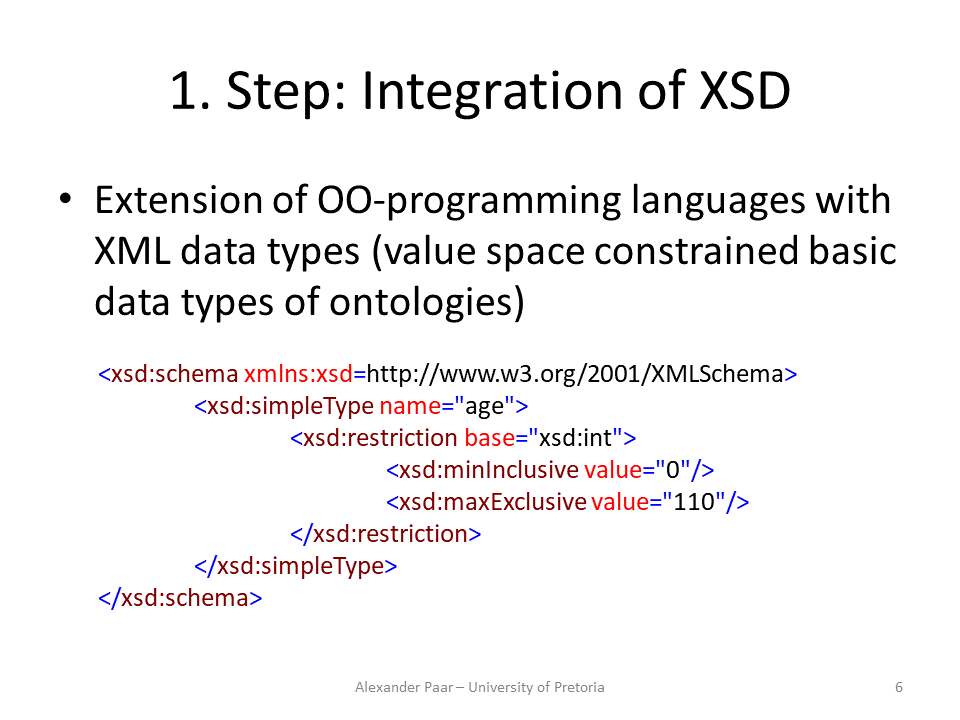 1. Step: Integration of XSD
• Extension of OO-programming languages with
XML data types (value space constrained basic
data types of ontologies)
<xsd:schema xmlns:xsd=http://www.w3.org/2001/XMLSchema>
<xsd:simpleType name="age">
<xsd:restriction base="xsd:int">
<xsd:minInclusive value="0"/>
<xsd:maxExclusive value="110"/>
</xsd:restriction>
</xsd:simpleType>
</xsd:schema>
Alexander Paar – University of Pretoria 6